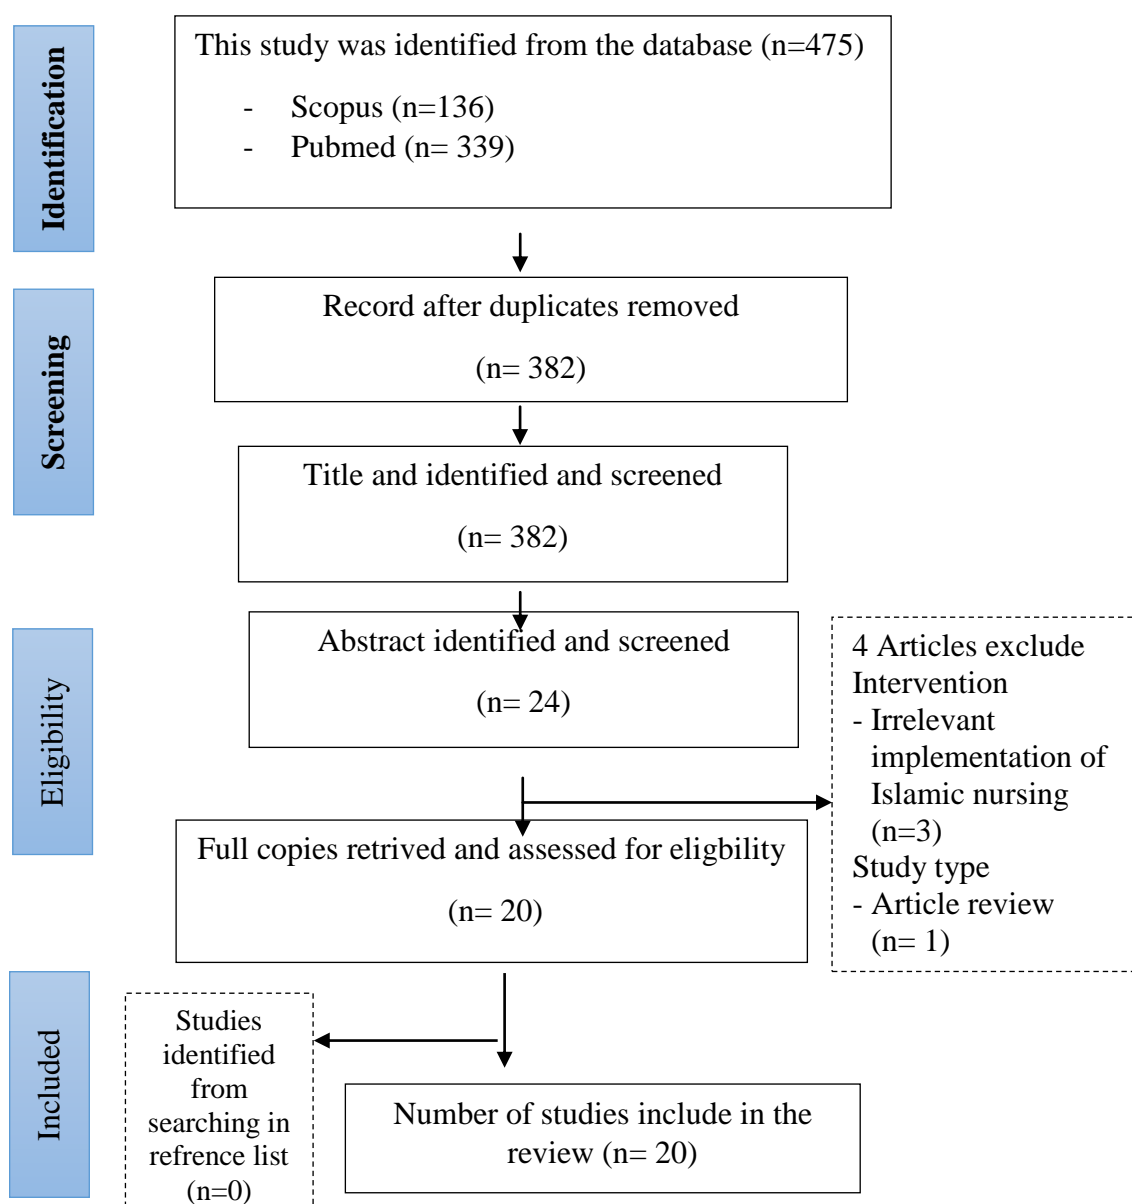 Identification
This study was identified from the database (n=475)
- Scopus (n=136)
- Pubmed (n= 339)
Screening
Record after duplicates removed
(n= 382)
Title and identified and screened
(n= 382)
Eligibility
Abstract identified and screened
(n= 24)
4 Articles exclude
Intervention
- Irrelevant
implementation of
Islamic nursing
(n=3)
Study type
- Article review
(n= 1)
Full copies retrived and assessed for eligbility
(n= 20)
Included
Studies
identified
from
searching in
refrence list
(n=0)
Number of studies include in the
review (n= 20)